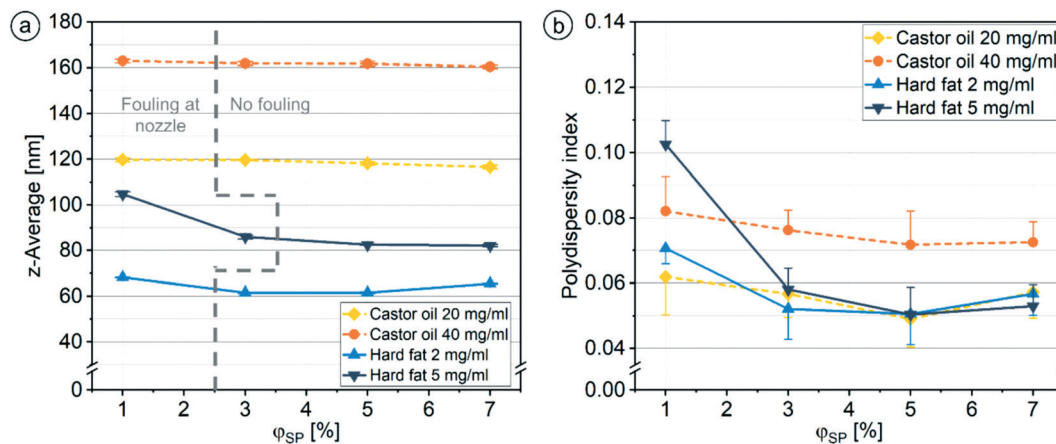 a
z-Average [nm]
180
160
140
120
100
80
60
40
0
Fouling at
nozzle
No fouling
Castor oil 20 mg/ml
Castor oil 40 mg/ml
Hard fat 2 mg/ml
Hard fat 5 mg/ml
1 2 3 4 5 6 7
φSP [%]
b
Polydispersity index
0.14
0.12
0.10
0.08
0.06
0.04
0.00
Castor oil 20 mg/ml
Castor oil 40 mg/ml
Hard fat 2 mg/ml
Hard fat 5 mg/ml
1 2 3 4 5 6 7
φSP [%]